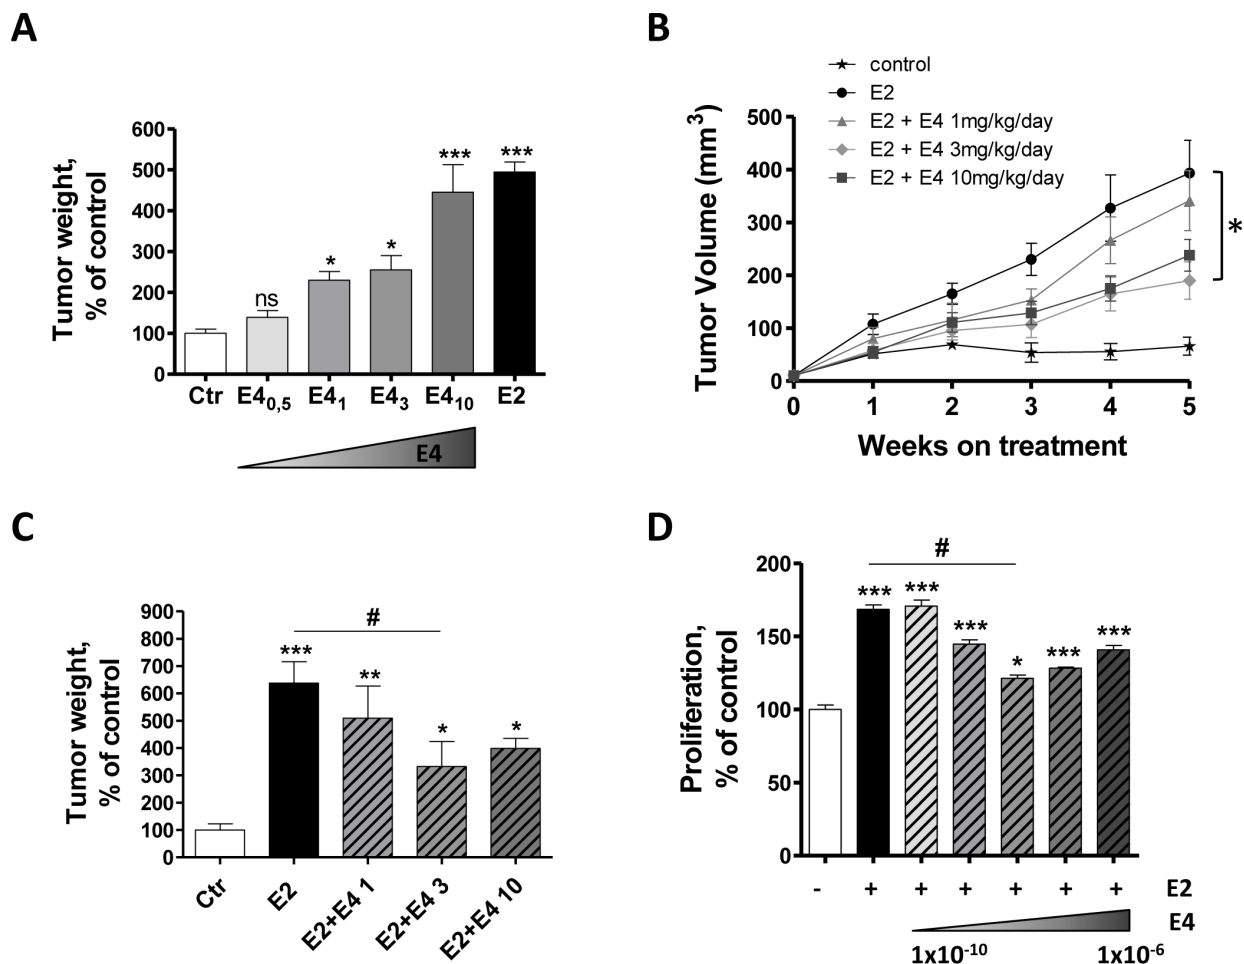 A
Tumor weight,
% of control
600
500
400
300
200
100
0
ns
*
*
***
***
Ctr E4₀,₅ E4₁ E4₃ E4₁₀ E2
E4
B
control
E2
E2 + E4 1mg/kg/day
E2 + E4 3mg/kg/day
E2 + E4 10mg/kg/day
Tumor Volume (mm³)
500
400
300
200
100
0
*
0 1 2 3 4 5
Weeks on treatment
C
Tumor weight,
% of control
900
800
700
600
500
400
300
200
100
0
#
***
**
*
*
Ctr
E2
E2+E4 1
E2+E4 3
E2+E4 10
D
Proliferation,
% of control
200
150
100
50
0
#
***
***
***
*
***
***
- + + + + + + E2
E4
1x10⁻¹⁰ 1x10⁻⁶